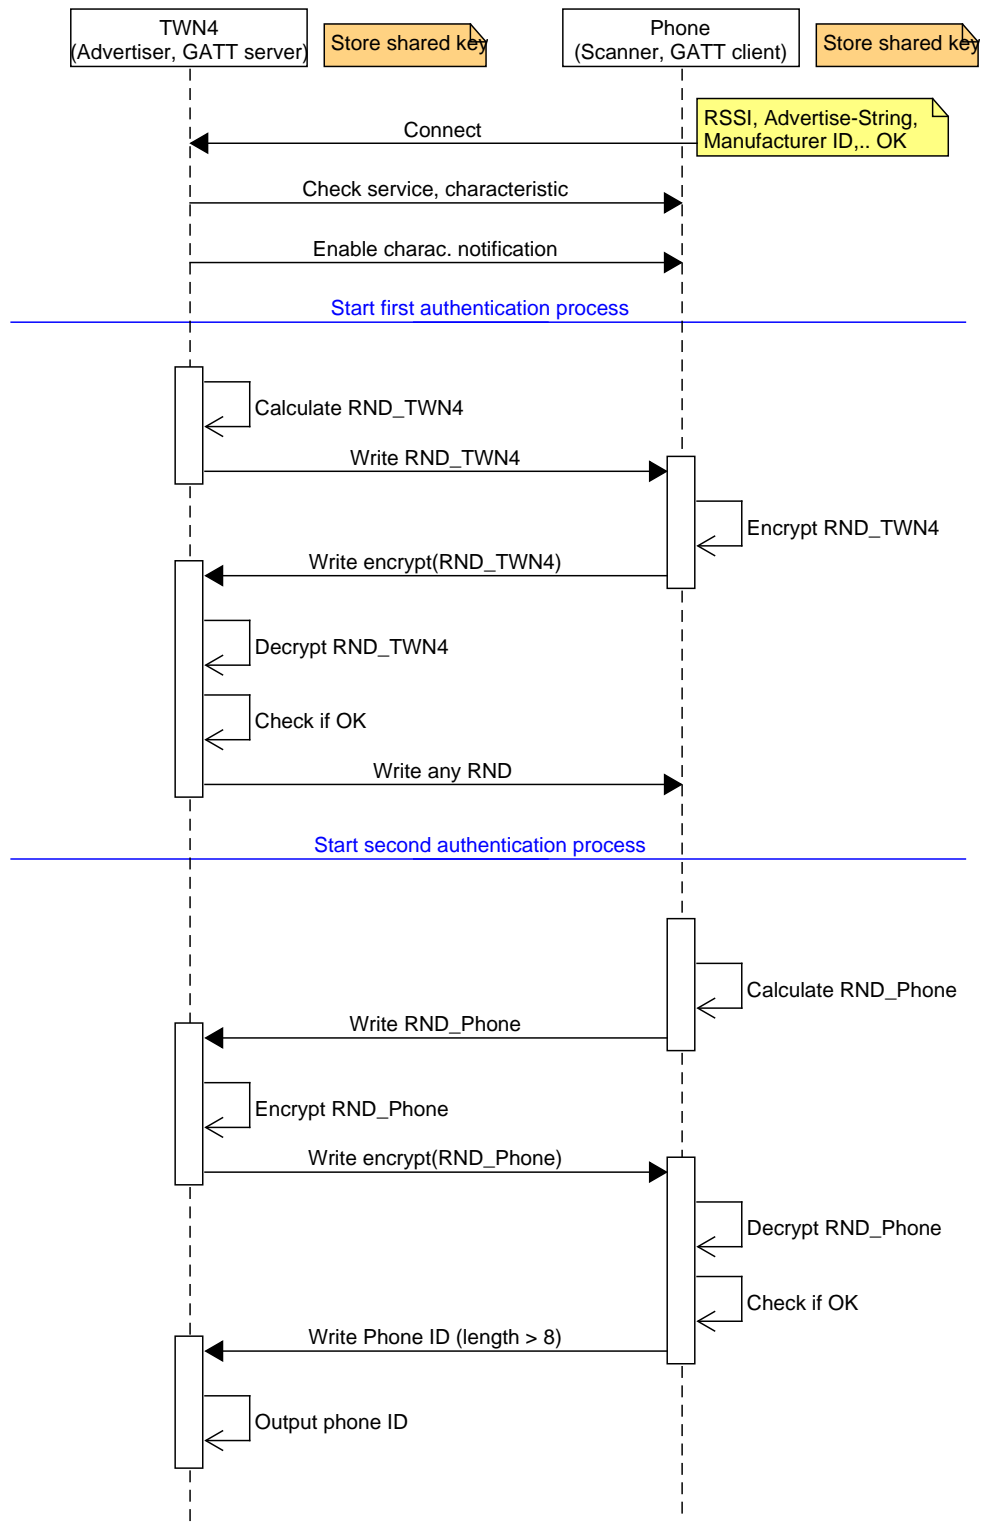 TWN4
(Advertiser, GATT server)
Store shared key
Phone
(Scanner, GATT client)
Store shared key
RSSI, Advertise-String,
Manufacturer ID,.. OK
Connect
Check service, characteristic
Enable charac. notification
Start first authentication process
Calculate RND_TWN4
Write RND_TWN4
Encrypt RND_TWN4
Write encrypt(RND_TWN4)
Decrypt RND_TWN4
Check if OK
Write any RND
Start second authentication process
Calculate RND_Phone
Write RND_Phone
Encrypt RND_Phone
Write encrypt(RND_Phone)
Decrypt RND_Phone
Check if OK
Write Phone ID (length > 8)
Output phone ID